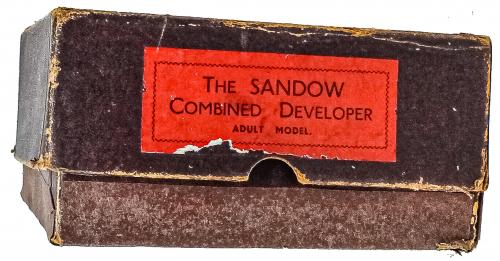 THE SANDOW
COMBINED DEVELOPER
ADULT MODEL.